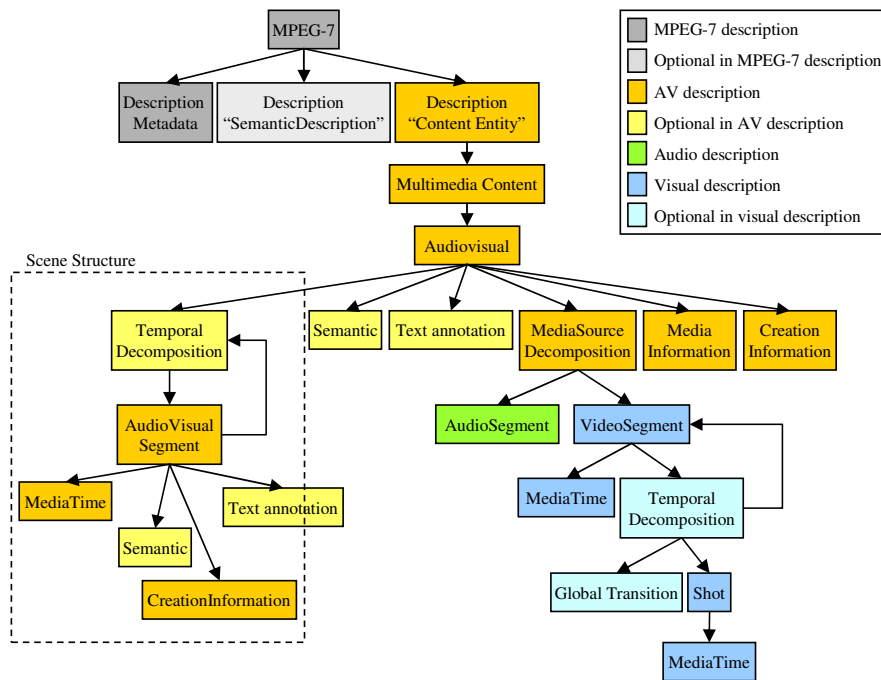 MPEG-7
Description
Metadata
Description
“SemanticDescription”
Description
“Content Entity”
MPEG-7 description
Optional in MPEG-7 description
AV description
Optional in AV description
Audio description
Visual description
Optional in visual description
Multimedia Content
Audiovisual
Scene Structure
Temporal
Decomposition
Semantic
Text annotation
MediaSource
Decomposition
Media
Information
Creation
Information
AudioVisual
Segment
AudioSegment
VideoSegment
MediaTime
Text annotation
Semantic
CreationInformation
MediaTime
Temporal
Decomposition
Global Transition
Shot
MediaTime